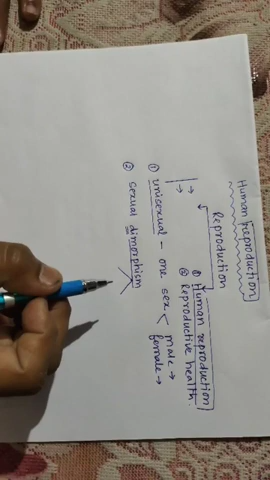 Human reproduction
Reproduction
① Human reproduction
② Reproductive health.
① unisexual - one sex < male →
female →
② sexual dimorphism